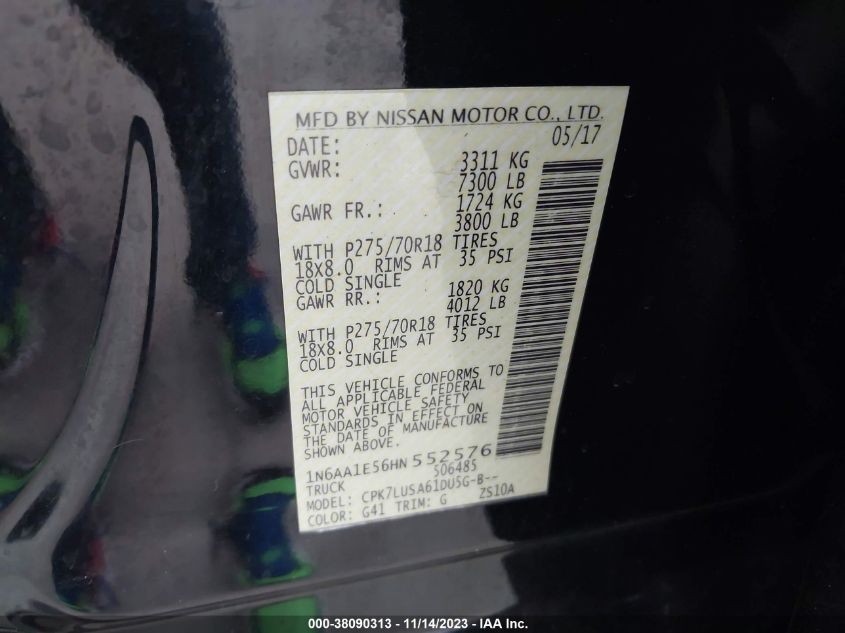 MFD BY NISSAN MOTOR CO., LTD.
DATE: 05/17
GVWR: 3311 KG
7300 LB
GAWR FR.: 1724 KG
3800 LB
WITH P275/70R18 TIRES
18X8.0 RIMS AT 35 PSI
COLD SINGLE
GAWR RR.: 1820 KG
4012 LB
WITH P275/70R18 TIRES
18X8.0 RIMS AT 35 PSI
COLD SINGLE
THIS VEHICLE CONFORMS TO
ALL APPLICABLE FEDERAL
MOTOR VEHICLE SAFETY
STANDARDS IN EFFECT ON
THE DATE OF MANUFACTURE
SHOWN ABOVE.
1N6AA1E56HN 552576
TRUCK 506485
MODEL: CPK7LUSA61DU5G-B--
COLOR: G41 TRIM: G ZS10A
000-38090313 - 11/14/2023 - IAA Inc.